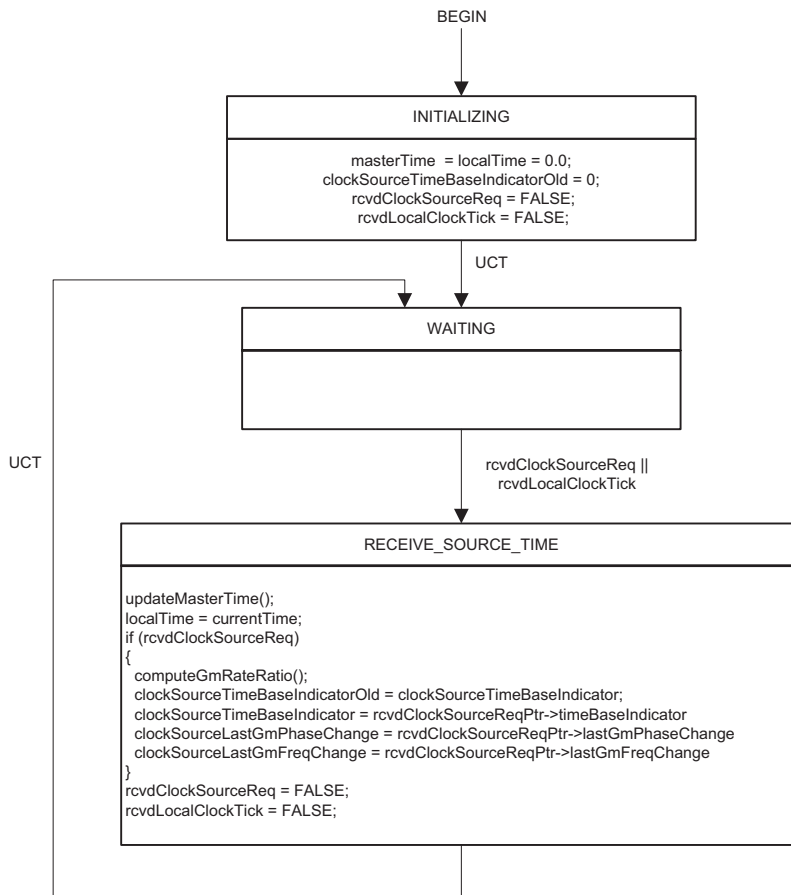 BEGIN
INITIALIZING
masterTime = localTime = 0.0;
clockSourceTimeBaseIndicatorOld = 0;
rcvdClockSourceReq = FALSE;
rcvdLocalClockTick = FALSE;
UCT
WAITING
UCT
rcvdClockSourceReq ||
rcvdLocalClockTick
RECEIVE_SOURCE_TIME
updateMasterTime();
localTime = currentTime;
if (rcvdClockSourceReq)
{
computeGmRateRatio();
clockSourceTimeBaseIndicatorOld = clockSourceTimeBaseIndicator;
clockSourceTimeBaseIndicator = rcvdClockSourceReqPtr->timeBaseIndicator
clockSourceLastGmPhaseChange = rcvdClockSourceReqPtr->lastGmPhaseChange
clockSourceLastGmFreqChange = rcvdClockSourceReqPtr->lastGmFreqChange
}
rcvdClockSourceReq = FALSE;
rcvdLocalClockTick = FALSE;